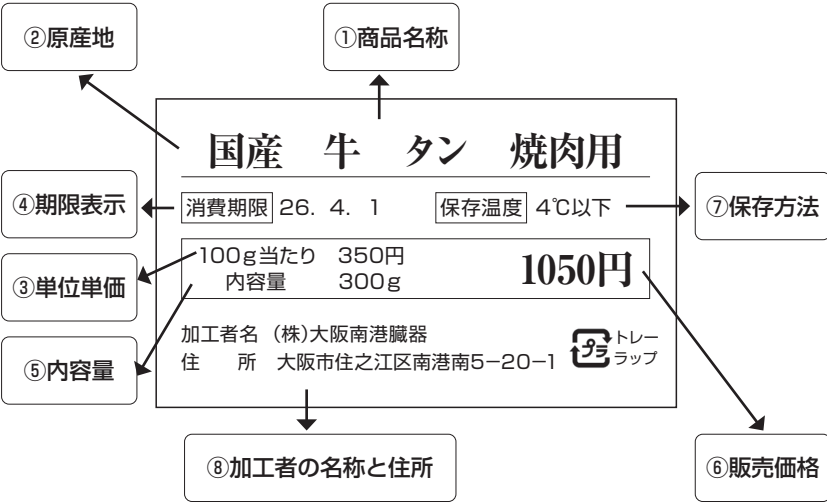 ②原産地
①商品名称
国産 牛 タン 焼肉用
④期限表示
消費期限 26. 4. 1 保存温度 4℃以下
⑦保存方法
③単位単価
100g当たり 350円
内容量 300g
1050円
⑤内容量
加工者名 (株)大阪南港臓器
住 所 大阪市住之江区南港南5−20−1
プラ
トレー
ラップ
⑧加工者の名称と住所
⑥販売価格